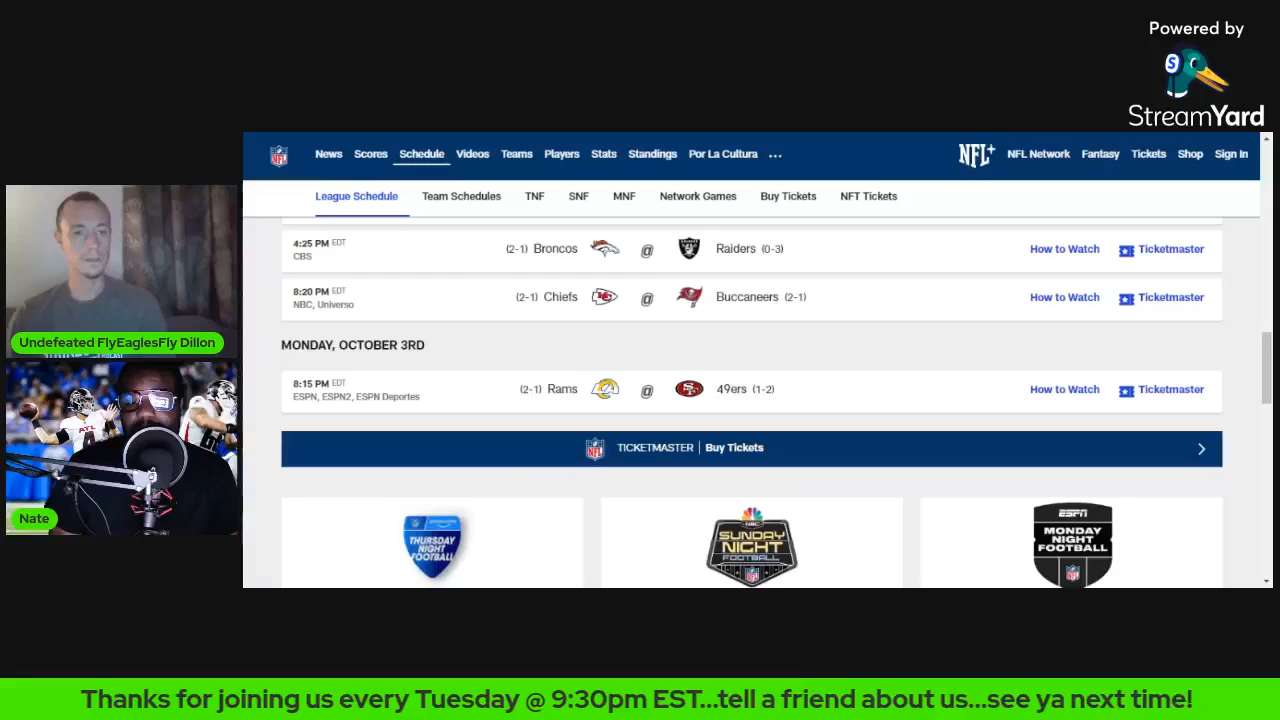 Powered by
StreamYard
News Scores Schedule Videos Teams Players Stats Standings Por La Cultura ... NFL+ NFL Network Fantasy Tickets Shop Sign In
League Schedule Team Schedules TNF SNF MNF Network Games Buy Tickets NFT Tickets
4:25 PM EDT (2-1) Broncos @ Raiders (0-3) How to Watch Ticketmaster
CBS
8:20 PM EDT (2-1) Chiefs @ Buccaneers (2-1) How to Watch Ticketmaster
NBC, Universo
MONDAY, OCTOBER 3RD
8:15 PM EDT (2-1) Rams @ 49ers (1-2) How to Watch Ticketmaster
ESPN, ESPN2, ESPN Deportes
NFL TICKETMASTER | Buy Tickets
THURSDAY
NIGHT
FOOTBALL
SUNDAY
NIGHT
FOOTBALL
ESPN
MONDAY
NIGHT
FOOTBALL
Undefeated FlyEaglesFly Dillon
ATL
4
Nate
Thanks for joining us every Tuesday @ 9:30pm EST...tell a friend about us...see ya next time!